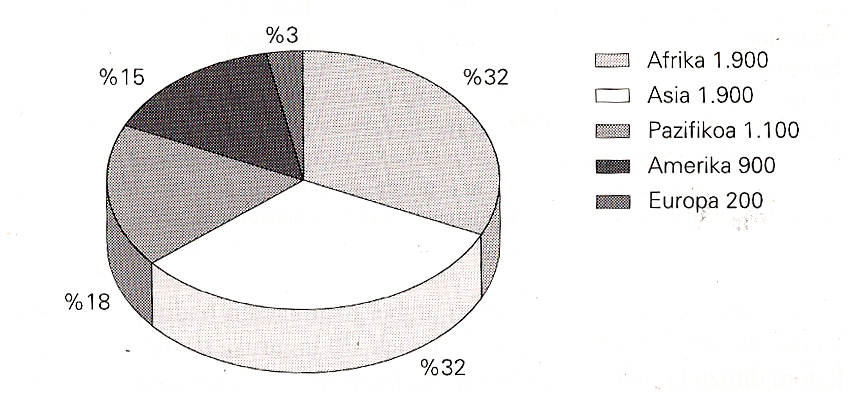 %3
%15
%32
%18
%32
Afrika 1.900
Asia 1.900
Pazifikoa 1.100
Amerika 900
Europa 200